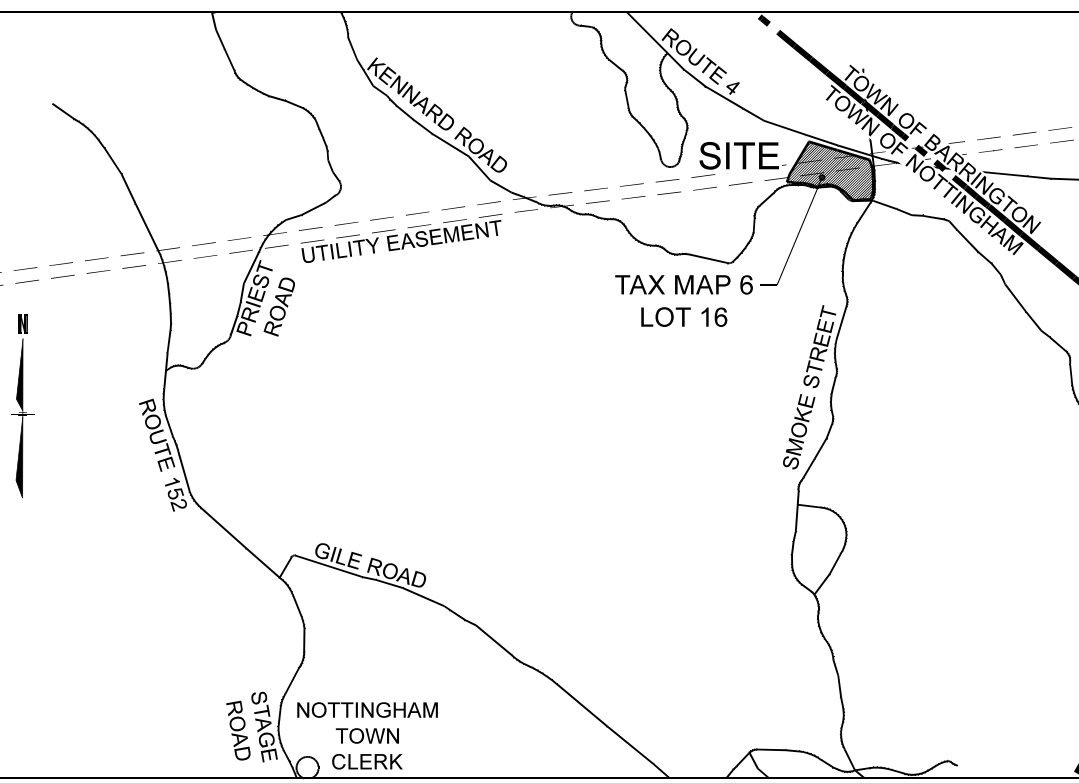 ROUTE 4
KENNARD ROAD
TOWN OF BARRINGTON
TOWN OF NOTTINGHAM
SITE
UTILITY EASEMENT
PRIEST
ROAD
TAX MAP 6
LOT 16
N
SMOKE STREET
ROUTE 152
GILE ROAD
STAGE
ROAD
NOTTINGHAM
TOWN
CLERK